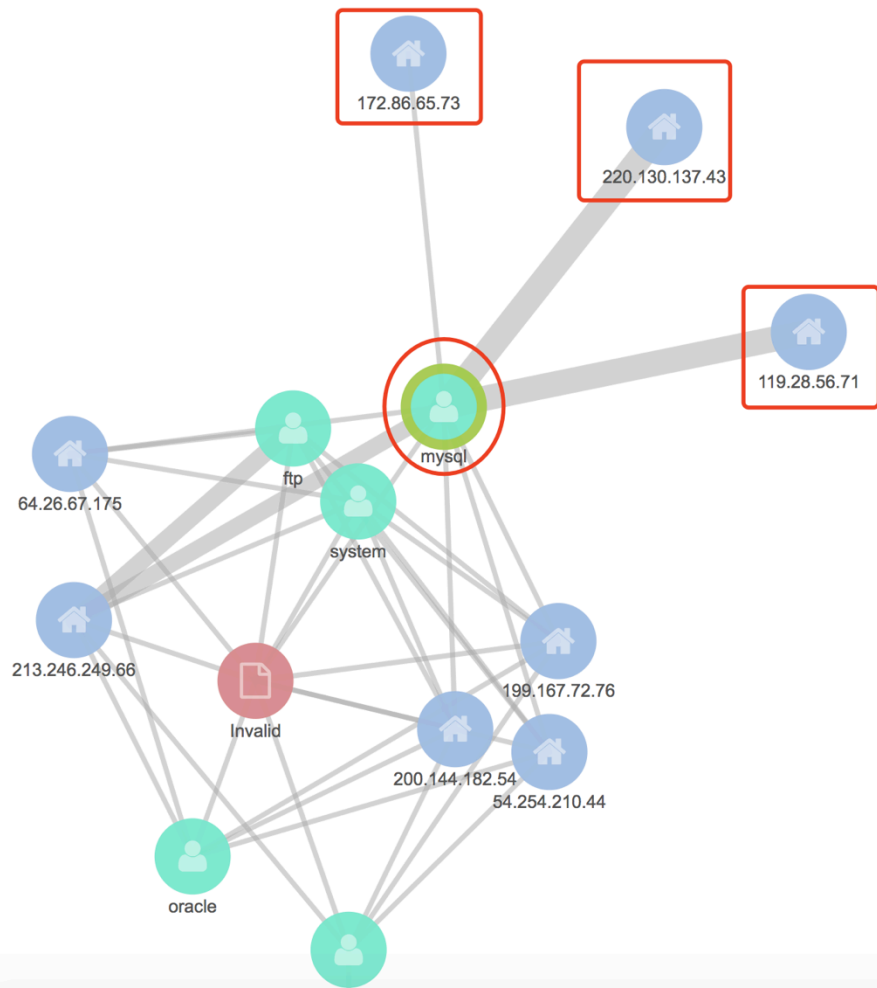 172.86.65.73
220.130.137.43
119.28.56.71
mysql
ftp
64.26.67.175
system
213.246.249.66
199.167.72.76
Invalid
200.144.182.54
54.254.210.44
oracle